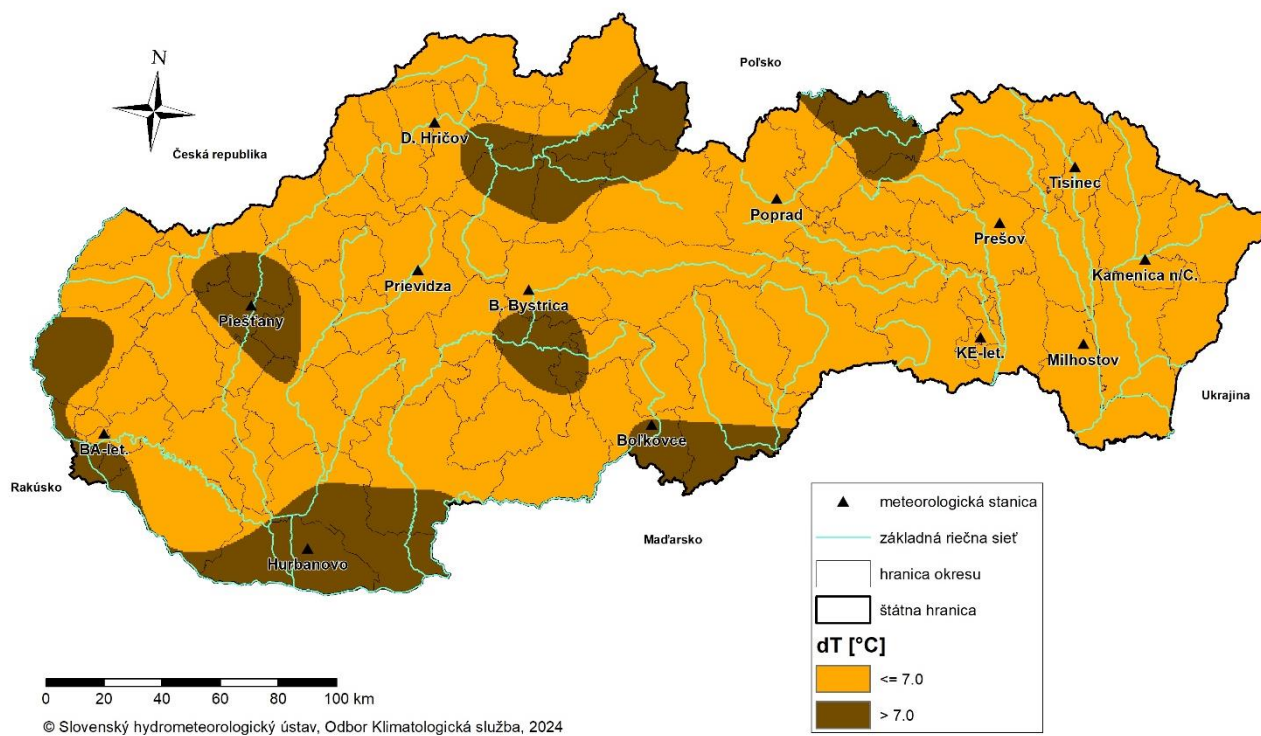 N
Poľsko
Česká republika
D. Hričov
Tisinec
Poprad
Prešov
Kamenica n/C.
Prievidza
B. Bystrica
Piešťany
KE-let.
Milhostov
Ukrajina
Boľkovce
BA-let.
Rakúsko
Maďarsko
Hurbanovo
meteorologická stanica
základná riečna sieť
hranica okresu
štátna hranica
dT [°C]
<= 7.0
> 7.0
0 20 40 60 80 100 km
© Slovenský hydrometeorologický ústav, Odbor Klimatologická služba, 2024